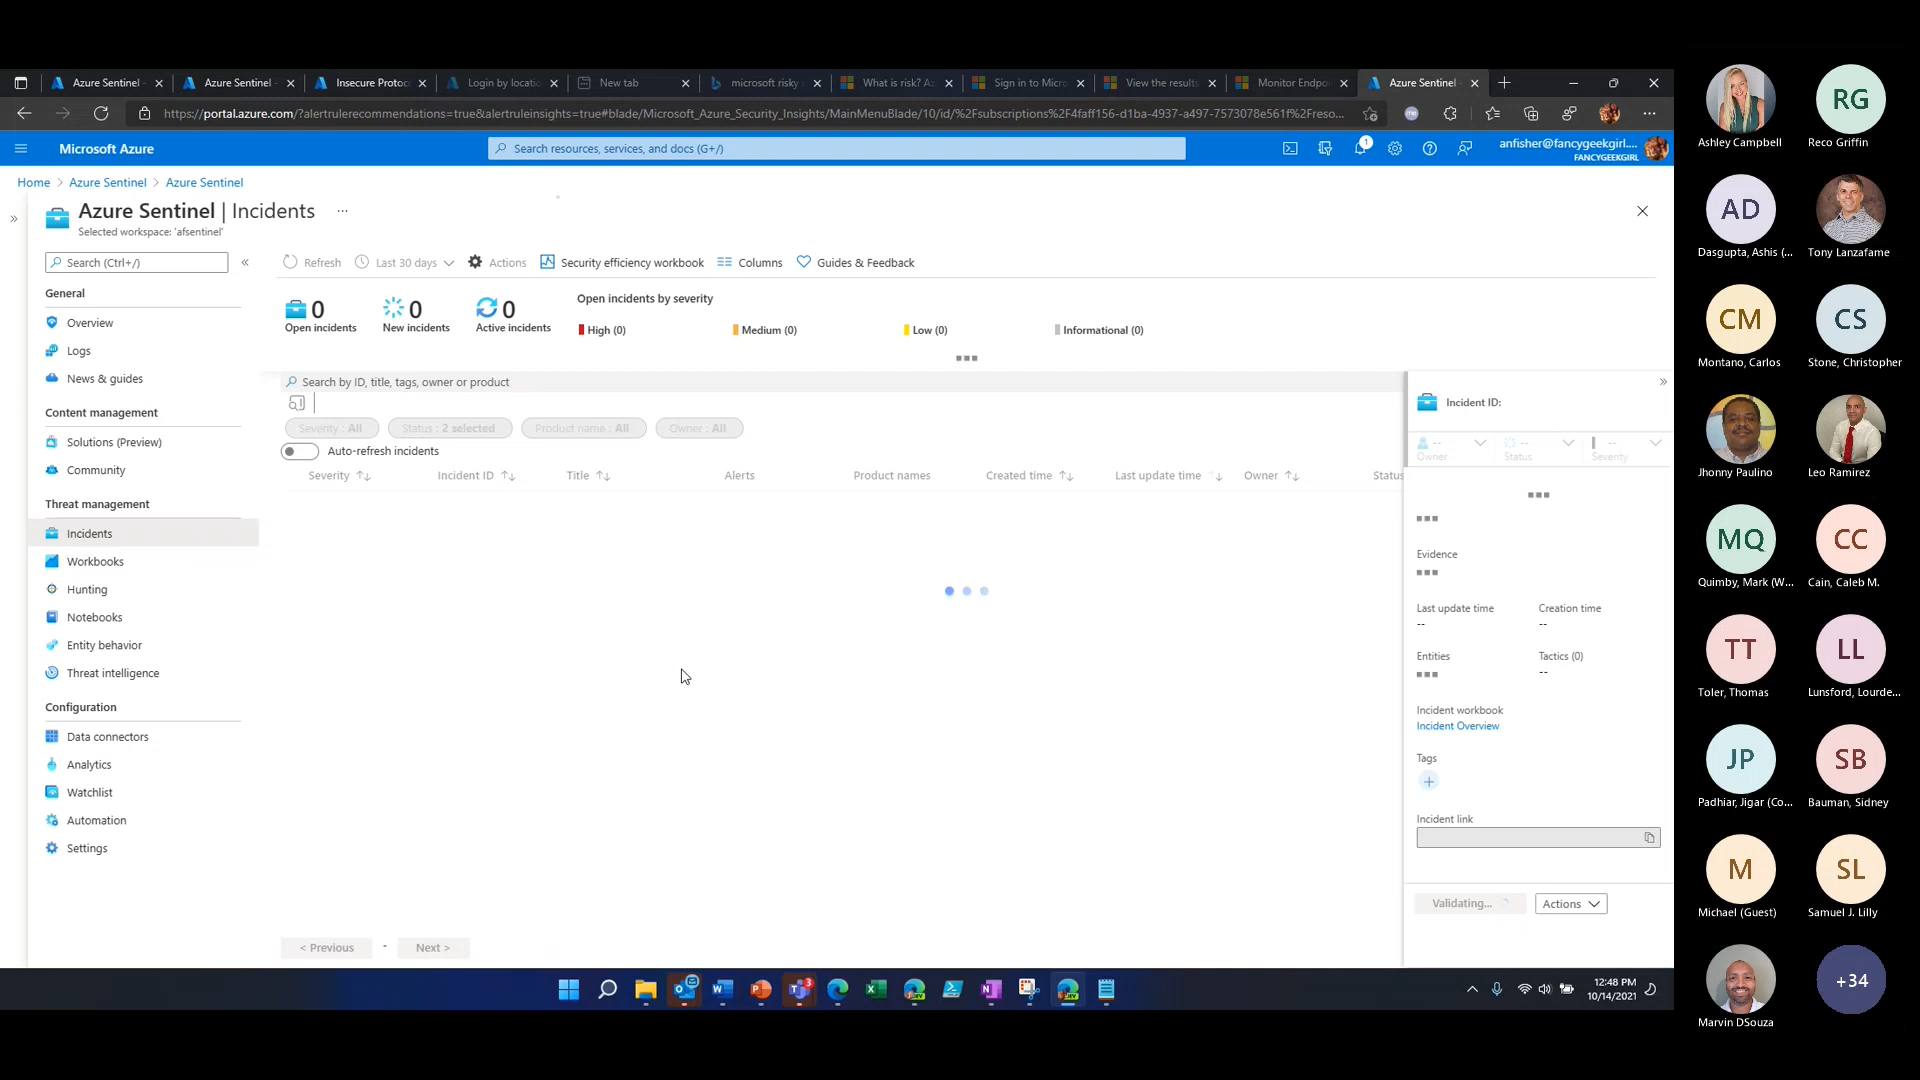 Azure Sentinel -
Azure Sentinel -
Insecure Protoc
Login by locatio
New tab
microsoft risky
What is risk? Az
Sign in to Micro
View the results
Monitor Endpo
Azure Sentinel -
https://portal.azure.com/?alertrulerecommendations=true&alertruleinsights=true#blade/Microsoft_Azure_Security_Insights/MainMenuBlade/10/id/%2Fsubscriptions%2F4faff156-d1ba-4937-a497-7573078e561f%2Freso...
Microsoft Azure
Search resources, services, and docs (G+/)
1
anfisher@fancygeekgirl....
FANCYGEEKGIRL
Home > Azure Sentinel > Azure Sentinel
Azure Sentinel | Incidents ...
Selected workspace: 'afsentinel'
Search (Ctrl+/)
General
Overview
Logs
News & guides
Content management
Solutions (Preview)
Community
Threat management
Incidents
Workbooks
Hunting
Notebooks
Entity behavior
Threat intelligence
Configuration
Data connectors
Analytics
Watchlist
Automation
Settings
Refresh
Last 30 days
Actions
Security efficiency workbook
Columns
Guides & Feedback
0
Open incidents
0
New incidents
0
Active incidents
Open incidents by severity
High (0)
Medium (0)
Low (0)
Informational (0)
Search by ID, title, tags, owner or product
Severity : All
Status : 2 selected
Product name : All
Owner : All
Auto-refresh incidents
Severity
Incident ID
Title
Alerts
Product names
Created time
Last update time
Owner
Status
< Previous
-
Next >
Incident ID:
--
Owner
--
Status
--
Severity
Evidence
Last update time
--
Creation time
--
Entities
Tactics (0)
--
Incident workbook
Incident Overview
Tags
+
Incident link
Validating...
Actions
3
12:48 PM
10/14/2021
Ashley Campbell
RG
Reco Griffin
AD
Dasgupta, Ashis (...
Tony Lanzafame
CM
Montano, Carlos
CS
Stone, Christopher
Jhonny Paulino
Leo Ramirez
MQ
Quimby, Mark (W...
CC
Cain, Caleb M.
TT
Toler, Thomas
LL
Lunsford, Lourde...
JP
Padhiar, Jigar (Co...
SB
Bauman, Sidney
M
Michael (Guest)
SL
Samuel J. Lilly
Marvin DSouza
+34